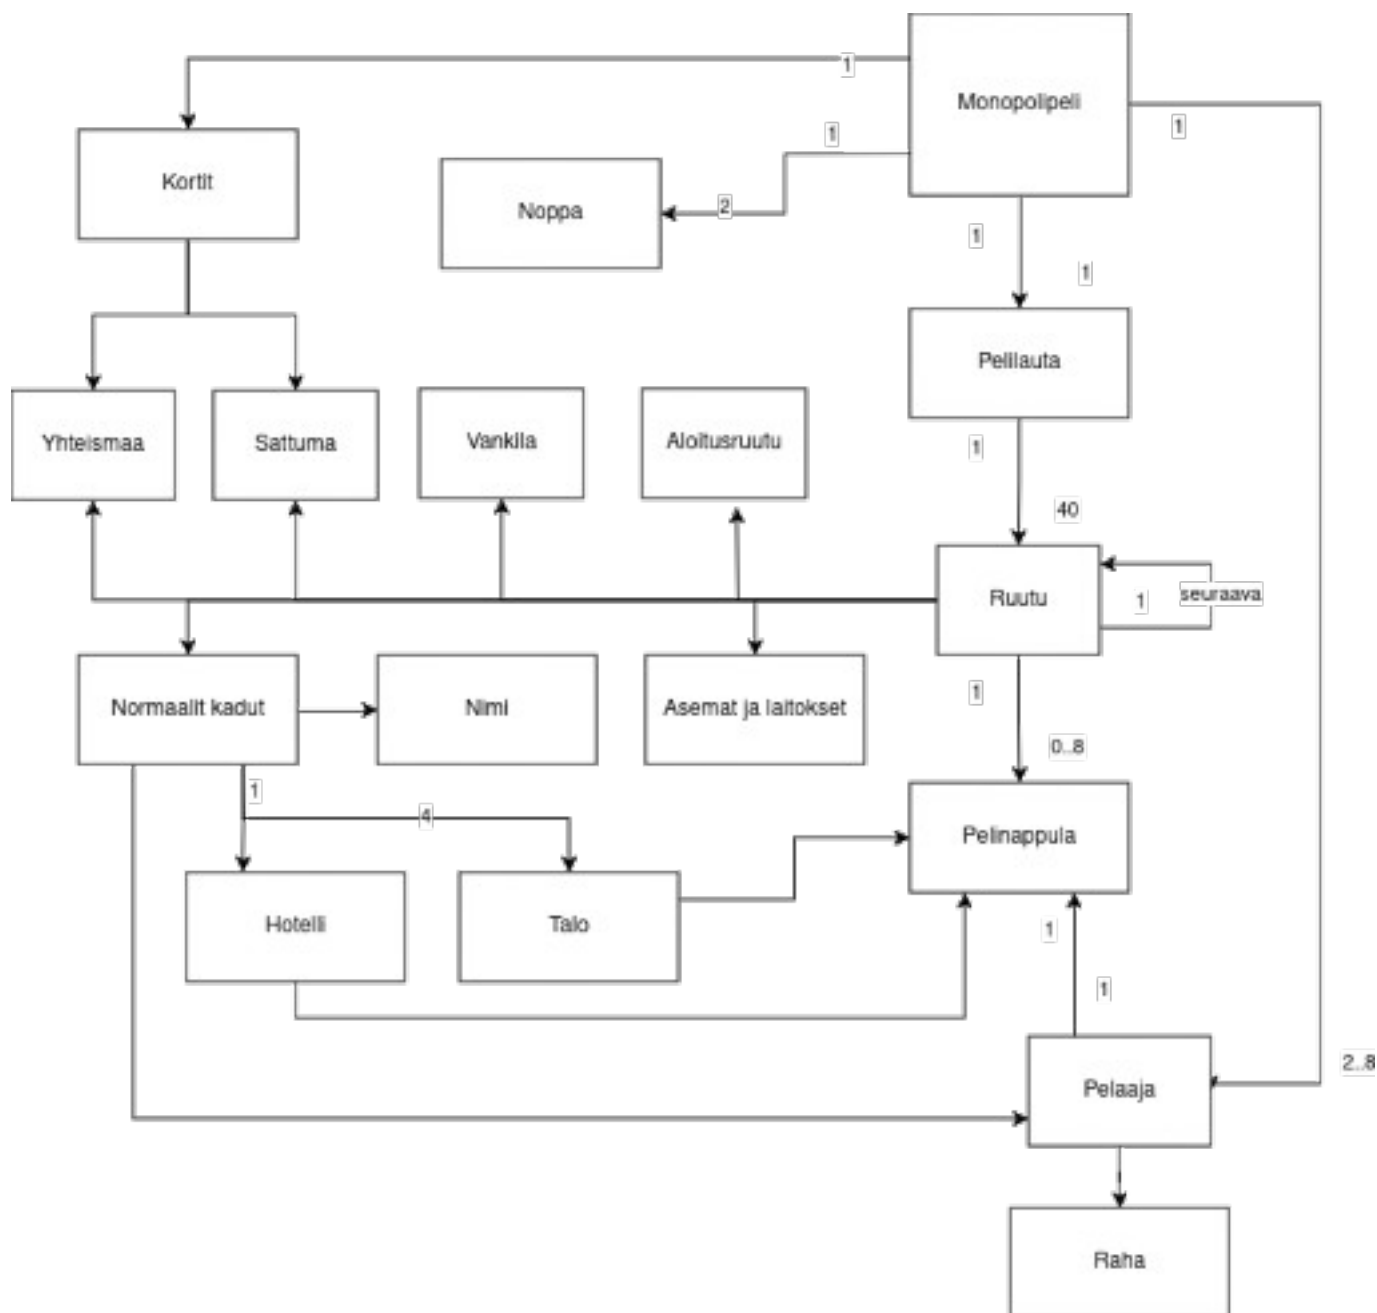 1
Monopolipeli
1
1
Kortit
Noppa
2
1
1
Pelilauta
Yhteismaa
Sattuma
Vankila
Aloitusruutu
1
40
Ruutu
1
seuraava
Normaalit kadut
Nimi
Asemat ja laitokset
1
0..8
1
4
Pelinappula
Hotelli
Talo
1
1
Pelaaja
2..8
Raha